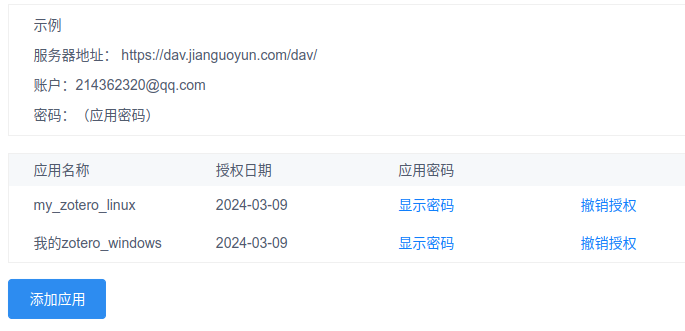 示例
服务器地址： https://dav.jianguoyun.com/dav/
账户：214362320@qq.com
密码：（应用密码）
应用名称 授权日期 应用密码
my_zotero_linux 2024-03-09 显示密码 撤销授权
我的zotero_windows 2024-03-09 显示密码 撤销授权
添加应用